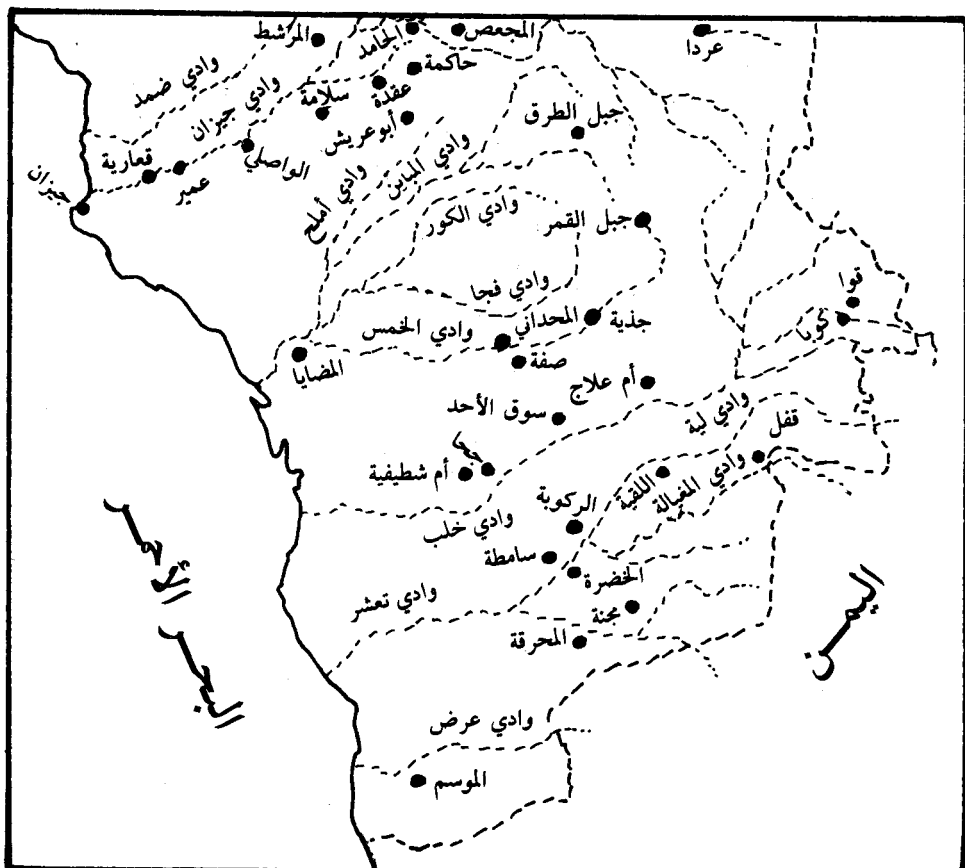 المرشط
الحامد
المجعص
عردا
حاكمة
عقدة
سلامة
أبوعريش
جبل الطرق
وادي ضمد
وادي جيزان
الواصلي
قعارية
عمير
جيزان
وادي أملح
وادي المباين
وادي الكور
جبل القمر
وادي فجا
وادي الخمس
المحداني
جذية
صفة
المضايا
قوا
كوبا
أم علاج
سوق الأحد
وادي لية
قفل
أم شطيفية
وادي المغيالة
اللقية
الركوبة
وادي خلب
سامطة
الخضرة
وادي تعشر
مجنة
المحرقة
وادي عرض
الموسم
البحر الأحمر
اليمن